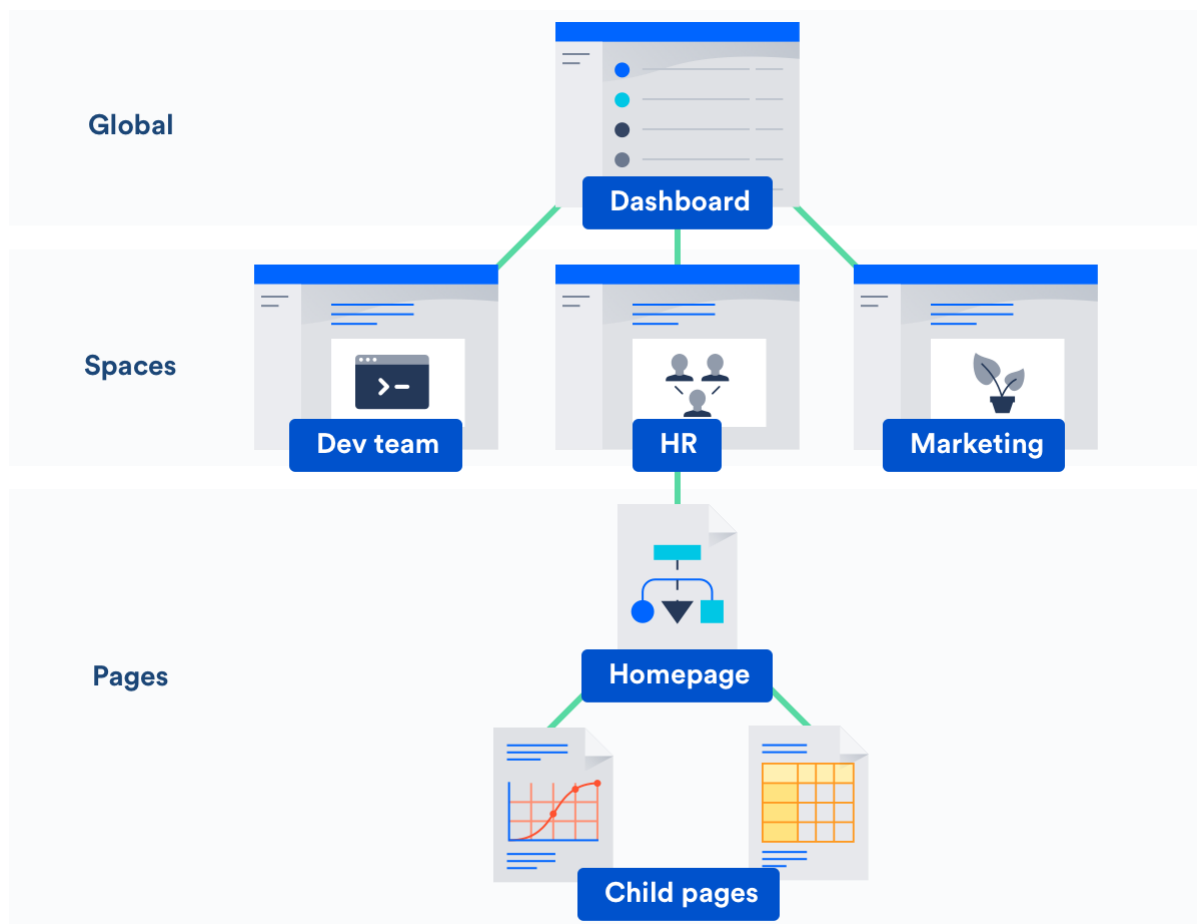 Global
Dashboard
Spaces
Dev team
HR
Marketing
Pages
Homepage
Child pages